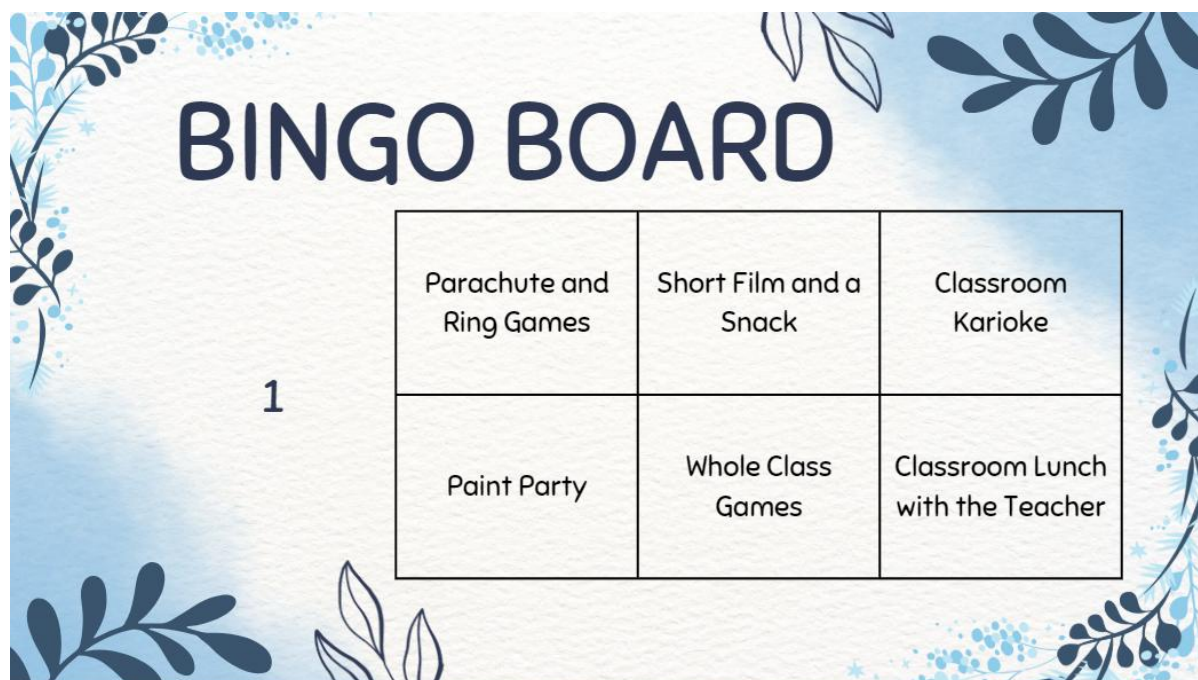 BINGO BOARD
Parachute and
Ring Games
Short Film and a
Snack
Classroom
Karioke
1
Paint Party
Whole Class
Games
Classroom Lunch
with the Teacher